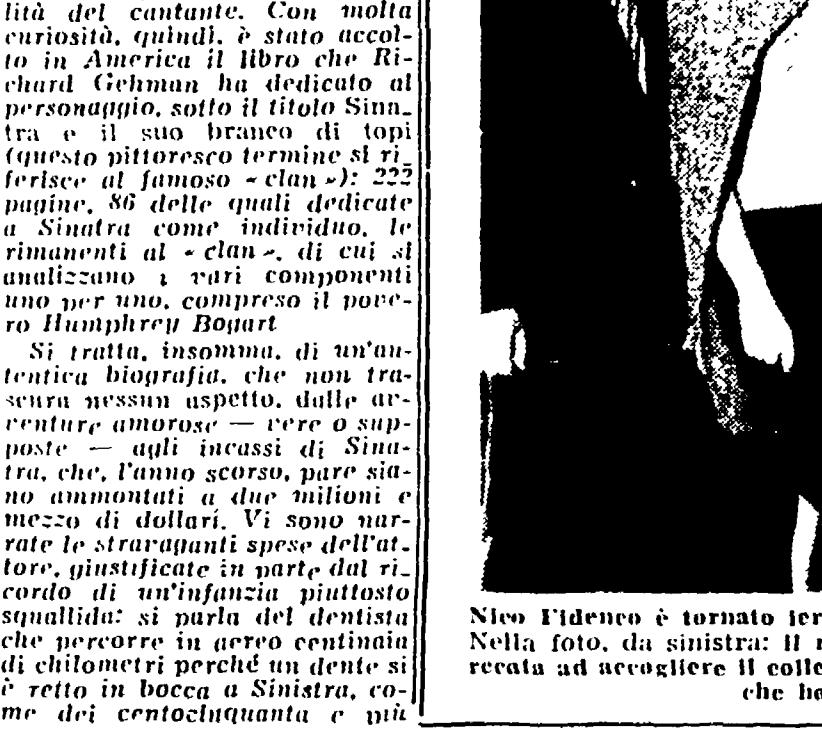 lità del cantante. Con molta
curiosità, quindi, è stato accol-
to in America il libro che Ri-
chard Gehman ha dedicato al
personaggio, sotto il titolo Sina-
tra e il suo branco di topi
(questo pittoresco termine si ri-
ferisce al famoso «clan»): 222
pagine, 86 delle quali dedicate
a Sinatra come individuo, le
rimanenti al «clan», di cui si
analizzano i vari componenti
uno per uno, compreso il pove-
ro Humphrey Bogart
Si tratta, insomma, di un'au-
tentica biografia, che non tra-
scura nessun aspetto, dalle av-
venture amorose — vere o sup-
poste — agli incassi di Sina-
tra, che, l'anno scorso, pare sia-
no ammontati a due milioni e
mezzo di dollari. Vi sono nar-
rate le stravaganti spese dell'at-
tore, giustificate in parte dal ri-
cordo di un'infanzia piuttosto
squallida: si parla del dentista
che percorre in aereo centinaia
di chilometri perché un dente si
è rotto in bocca a Sinistra, co-
me dei centocinquanta e più
Nico Fidenco è tornato ier
Nella foto, da sinistra: il
recata ad accogliere il colle
che ha